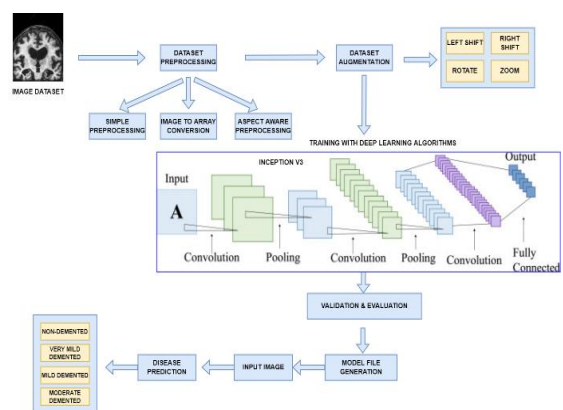 IMAGE DATASET
DATASET
PREPROCESSING
DATASET
AUGMENTATION
LEFT SHIFT
RIGHT
SHIFT
ROTATE
ZOOM
SIMPLE
PREPROCESSING
IMAGE TO ARRAY
CONVERSION
ASPECT AWARE
PREPROCESSING
TRAINING WITH DEEP LEARNING ALGORITHMS
INCEPTION V3
Input
A
Convolution
Pooling
Convolution
Pooling
Convolution
Output
Fully
Connected
VALIDATION & EVALUATION
MODEL FILE
GENERATION
INPUT IMAGE
DISEASE
PREDICTION
NON-DEMENTED
VERY MILD
DEMENTED
MILD DEMENTED
MODERATE
DEMENTED